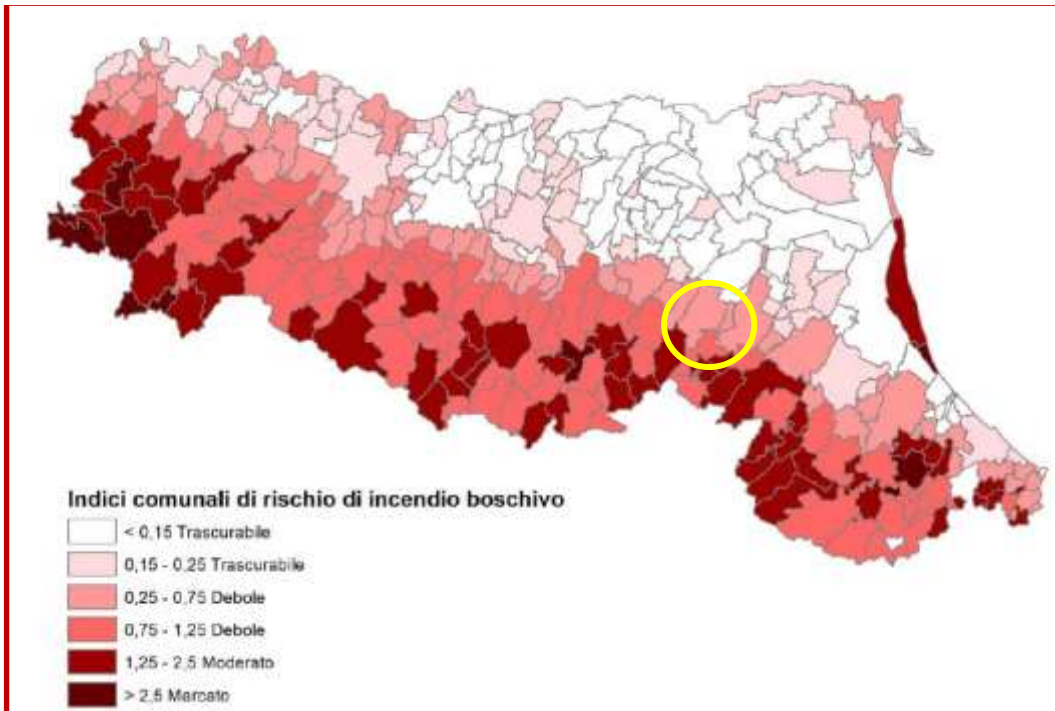 Indici comunali di rischio di incendio boschivo
< 0,15 Trascurabile
0,15 - 0,25 Trascurabile
0,25 - 0,75 Debole
0,75 - 1,25 Debole
1,25 - 2,5 Moderato
> 2,5 Marcato